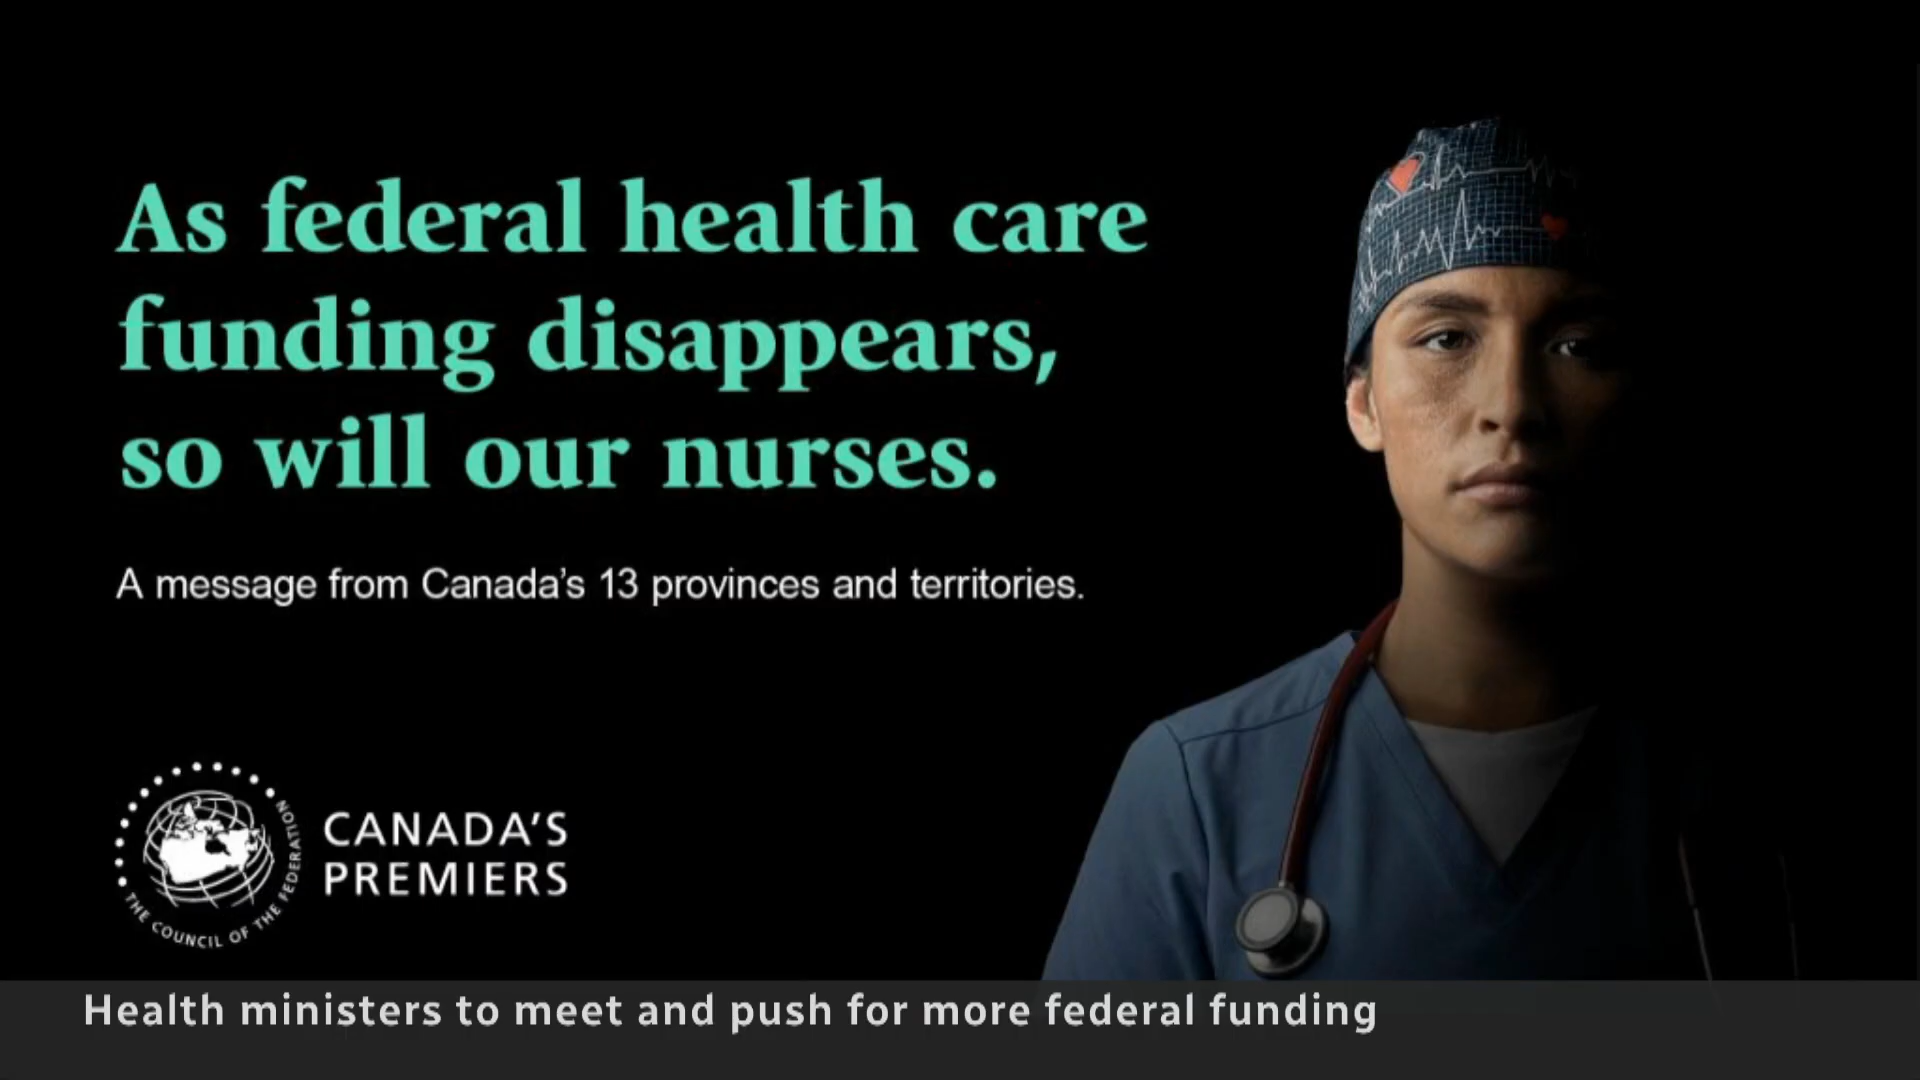 As federal health care
funding disappears,
so will our nurses.
A message from Canada's 13 provinces and territories.
THE COUNCIL OF THE FEDERATION
CANADA'S
PREMIERS
Health ministers to meet and push for more federal funding